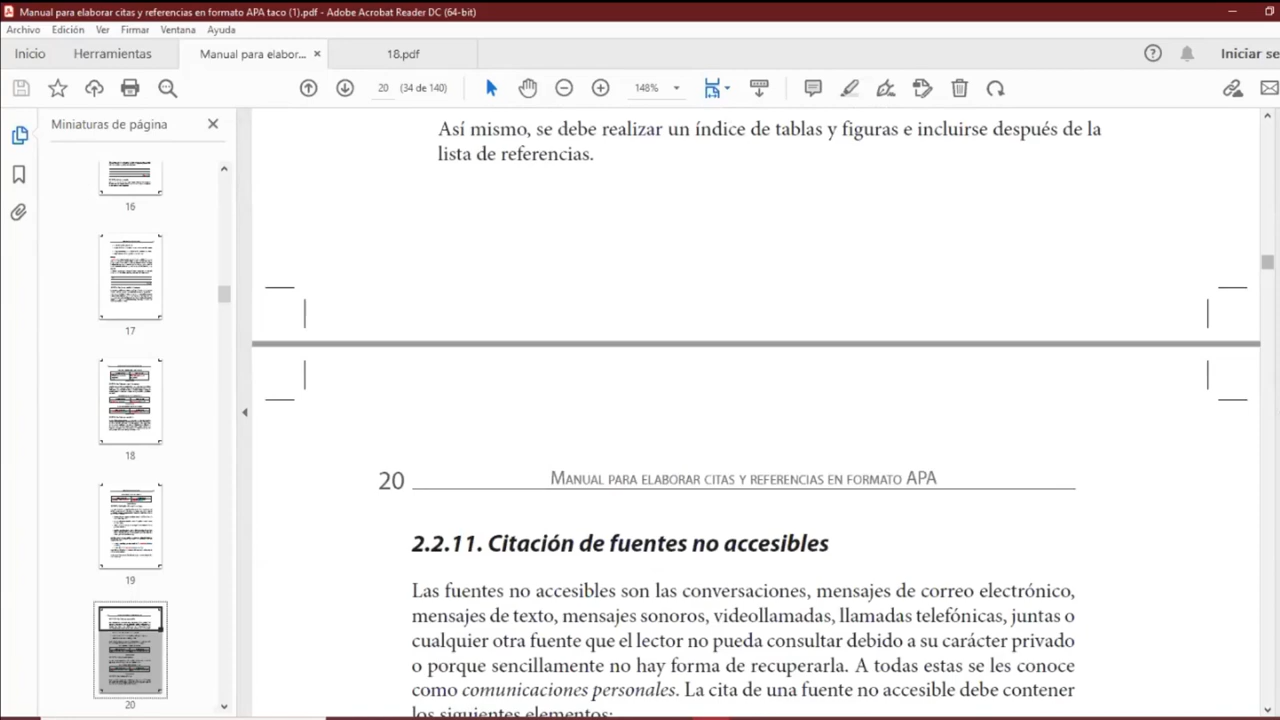 Manual para elaborar citas y referencias en formato APA taco (1).pdf - Adobe Acrobat Reader DC (64-bit)
Archivo Edición Ver Firmar Ventana Ayuda
Inicio Herramientas Manual para elabor... × 18.pdf Iniciar se
20 (34 de 140) 148%
Miniaturas de página
16
17
18
19
20
Así mismo, se debe realizar un índice de tablas y figuras e incluirse después de la
lista de referencias.
20 Manual para elaborar citas y referencias en formato APA
2.2.11. Citación de fuentes no accesibles
Las fuentes no accesibles son las conversaciones, mensajes de correo electrónico,
mensajes de texto, mensajes sonoros, videollamadas, llamadas telefónicas, juntas o
cualquier otra fuente que el lector no pueda consultar debido a su carácter privado
o porque sencillamente no hay forma de recuperarla. A todas estas se les conoce
como comunicaciones personales. La cita de una fuente no accesible debe contener
los siguientes elementos: